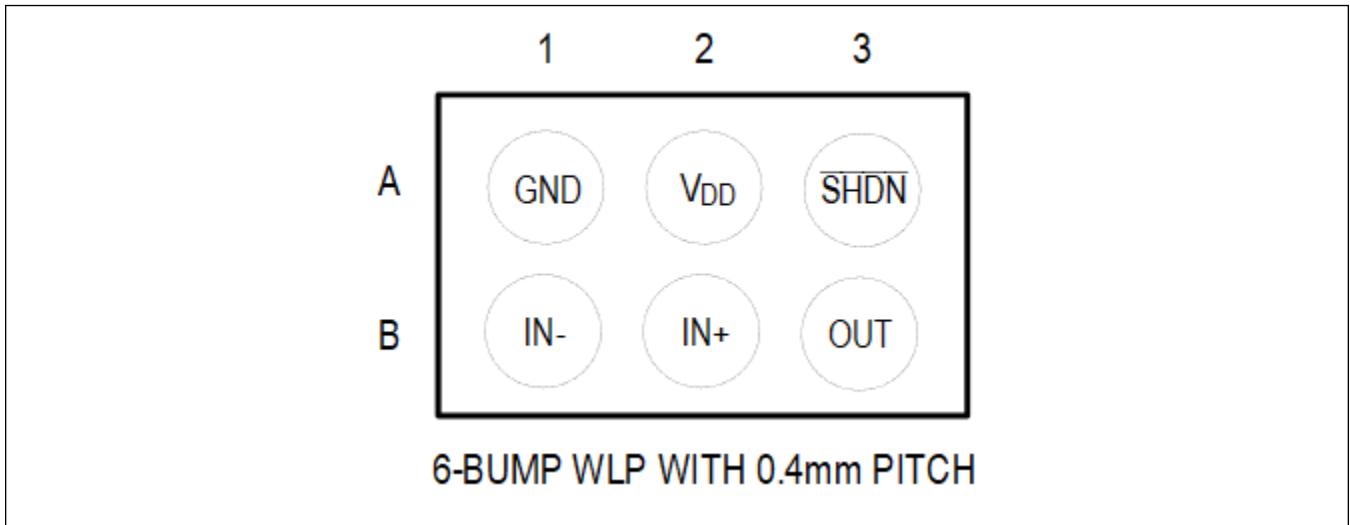 1 2 3
A GND VDD SHDN
B IN- IN+ OUT
6-BUMP WLP WITH 0.4mm PITCH